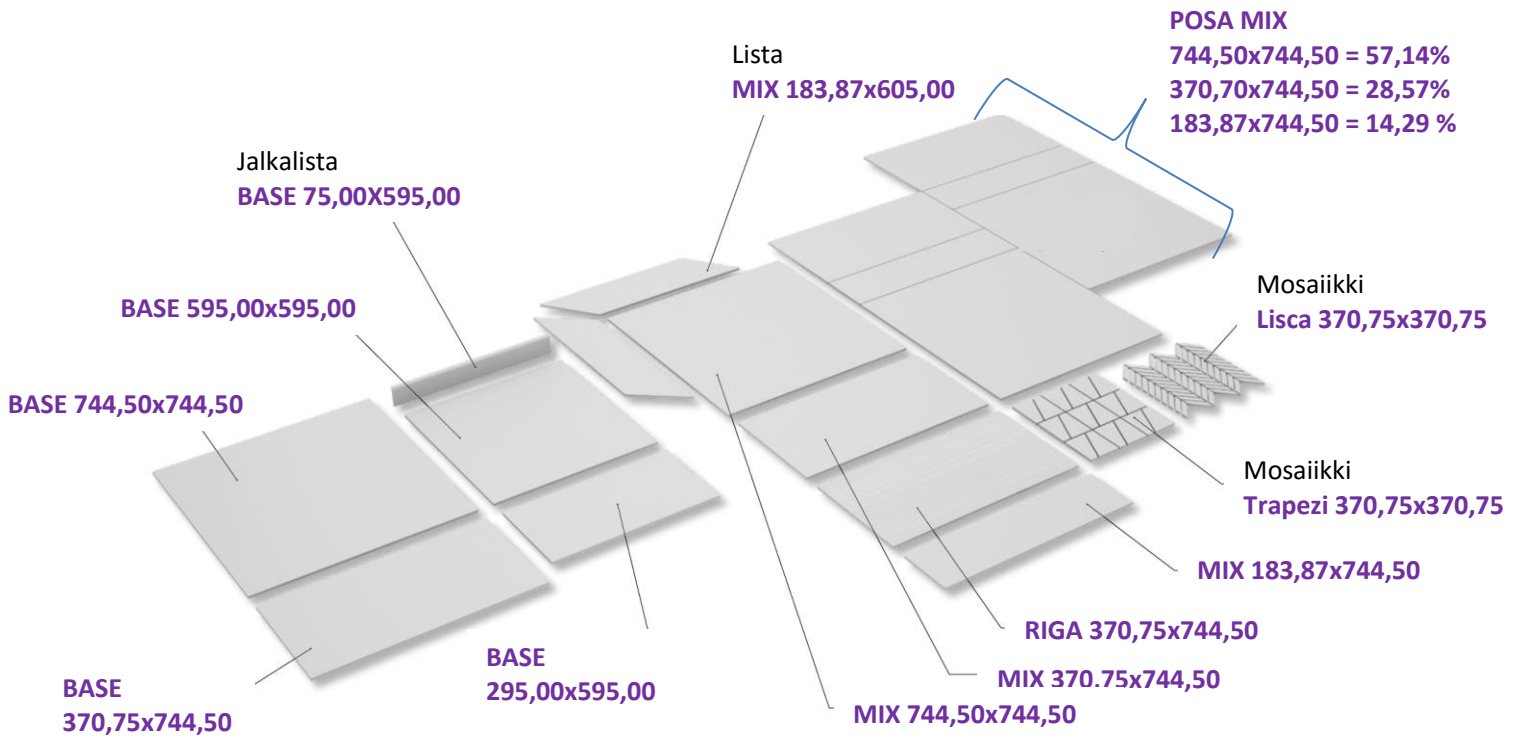 POSA MIX
744,50x744,50 = 57,14%
370,70x744,50 = 28,57%
183,87x744,50 = 14,29 %
Lista
MIX 183,87x605,00
Jalkalista
BASE 75,00X595,00
BASE 595,00x595,00
BASE 744,50x744,50
Mosaiikki
Lisca 370,75x370,75
Mosaiikki
Trapezi 370,75x370,75
MIX 183,87x744,50
RIGA 370,75x744,50
MIX 370,75x744,50
MIX 744,50x744,50
BASE
295,00x595,00
BASE
370,75x744,50